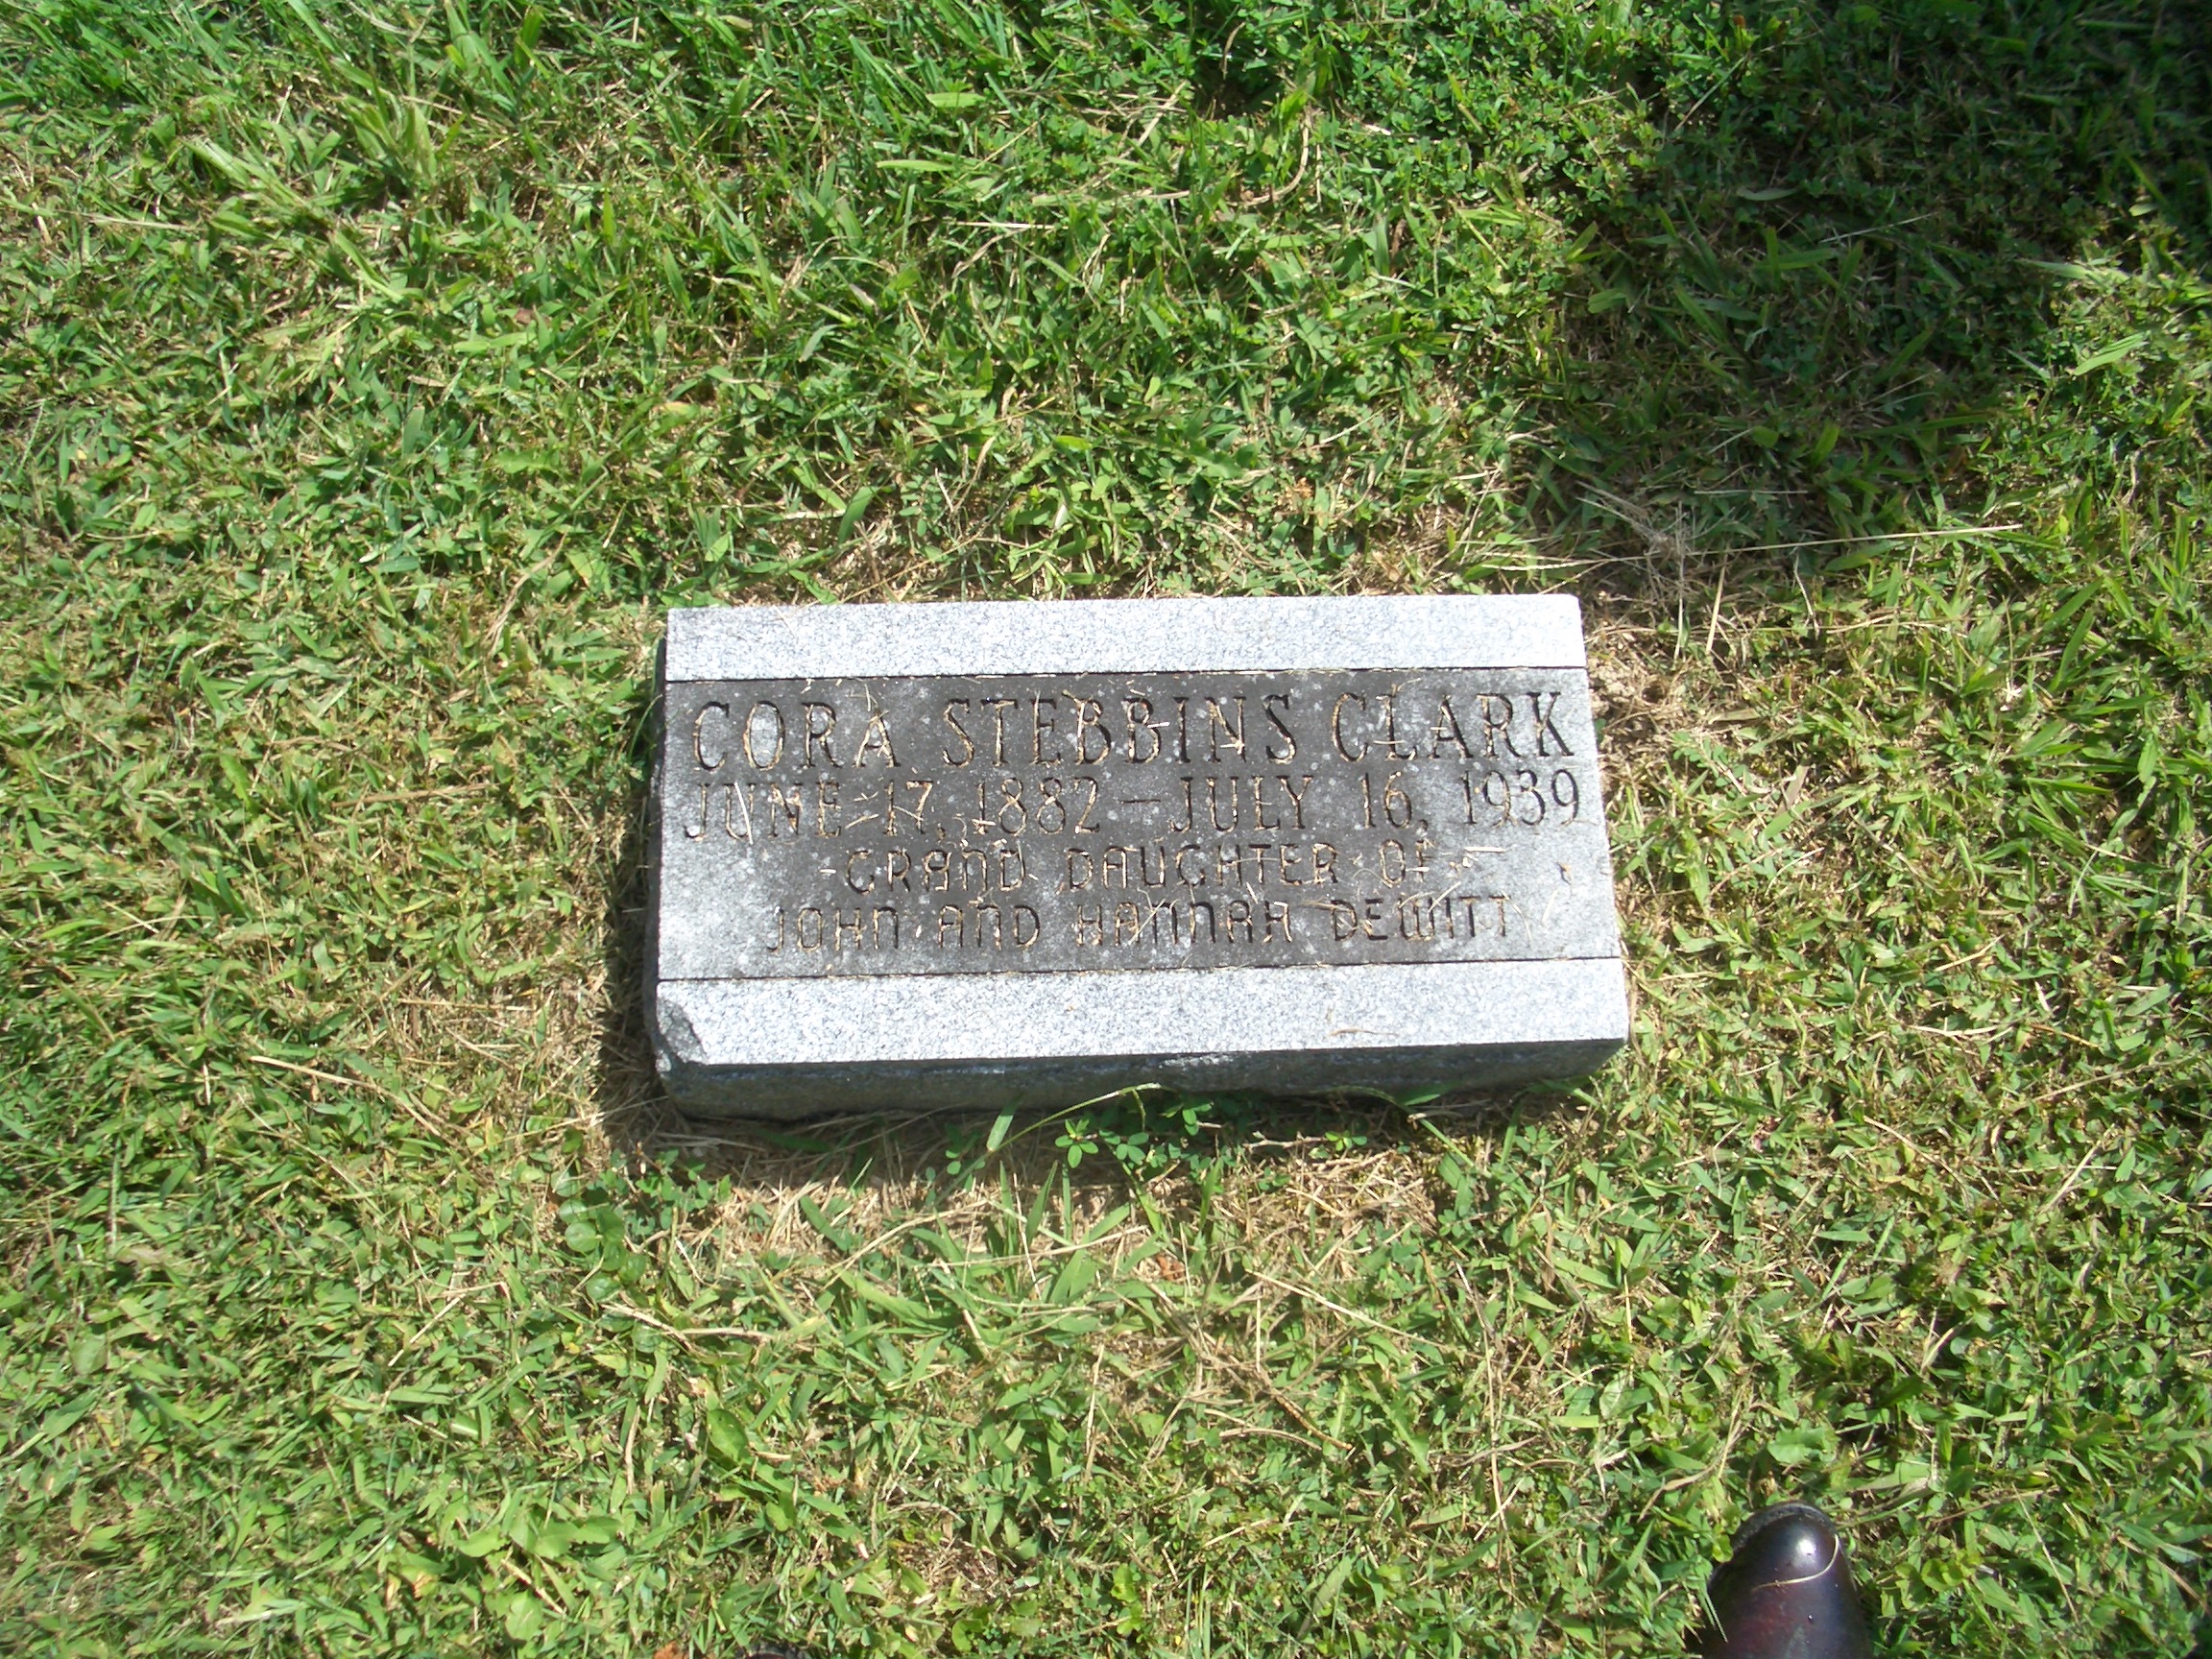 CORA STEBBINS CLARK
JUNE 17, 1882 — JULY 16, 1939
GRAND DAUGHTER OF
JOHN AND HANNAH DEWITT